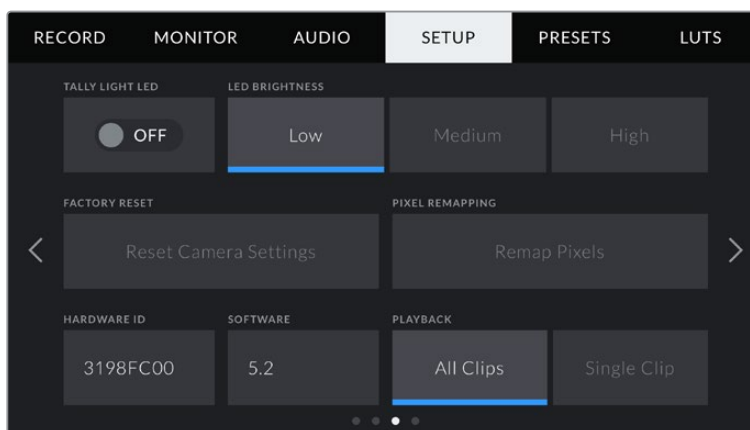 RECORD MONITOR AUDIO SETUP PRESETS LUTS
TALLY LIGHT LED LED BRIGHTNESS
OFF Low Medium High
FACTORY RESET PIXEL REMAPPING
Reset Camera Settings Remap Pixels
HARDWARE ID SOFTWARE PLAYBACK
3198FC00 5.2 All Clips Single Clip